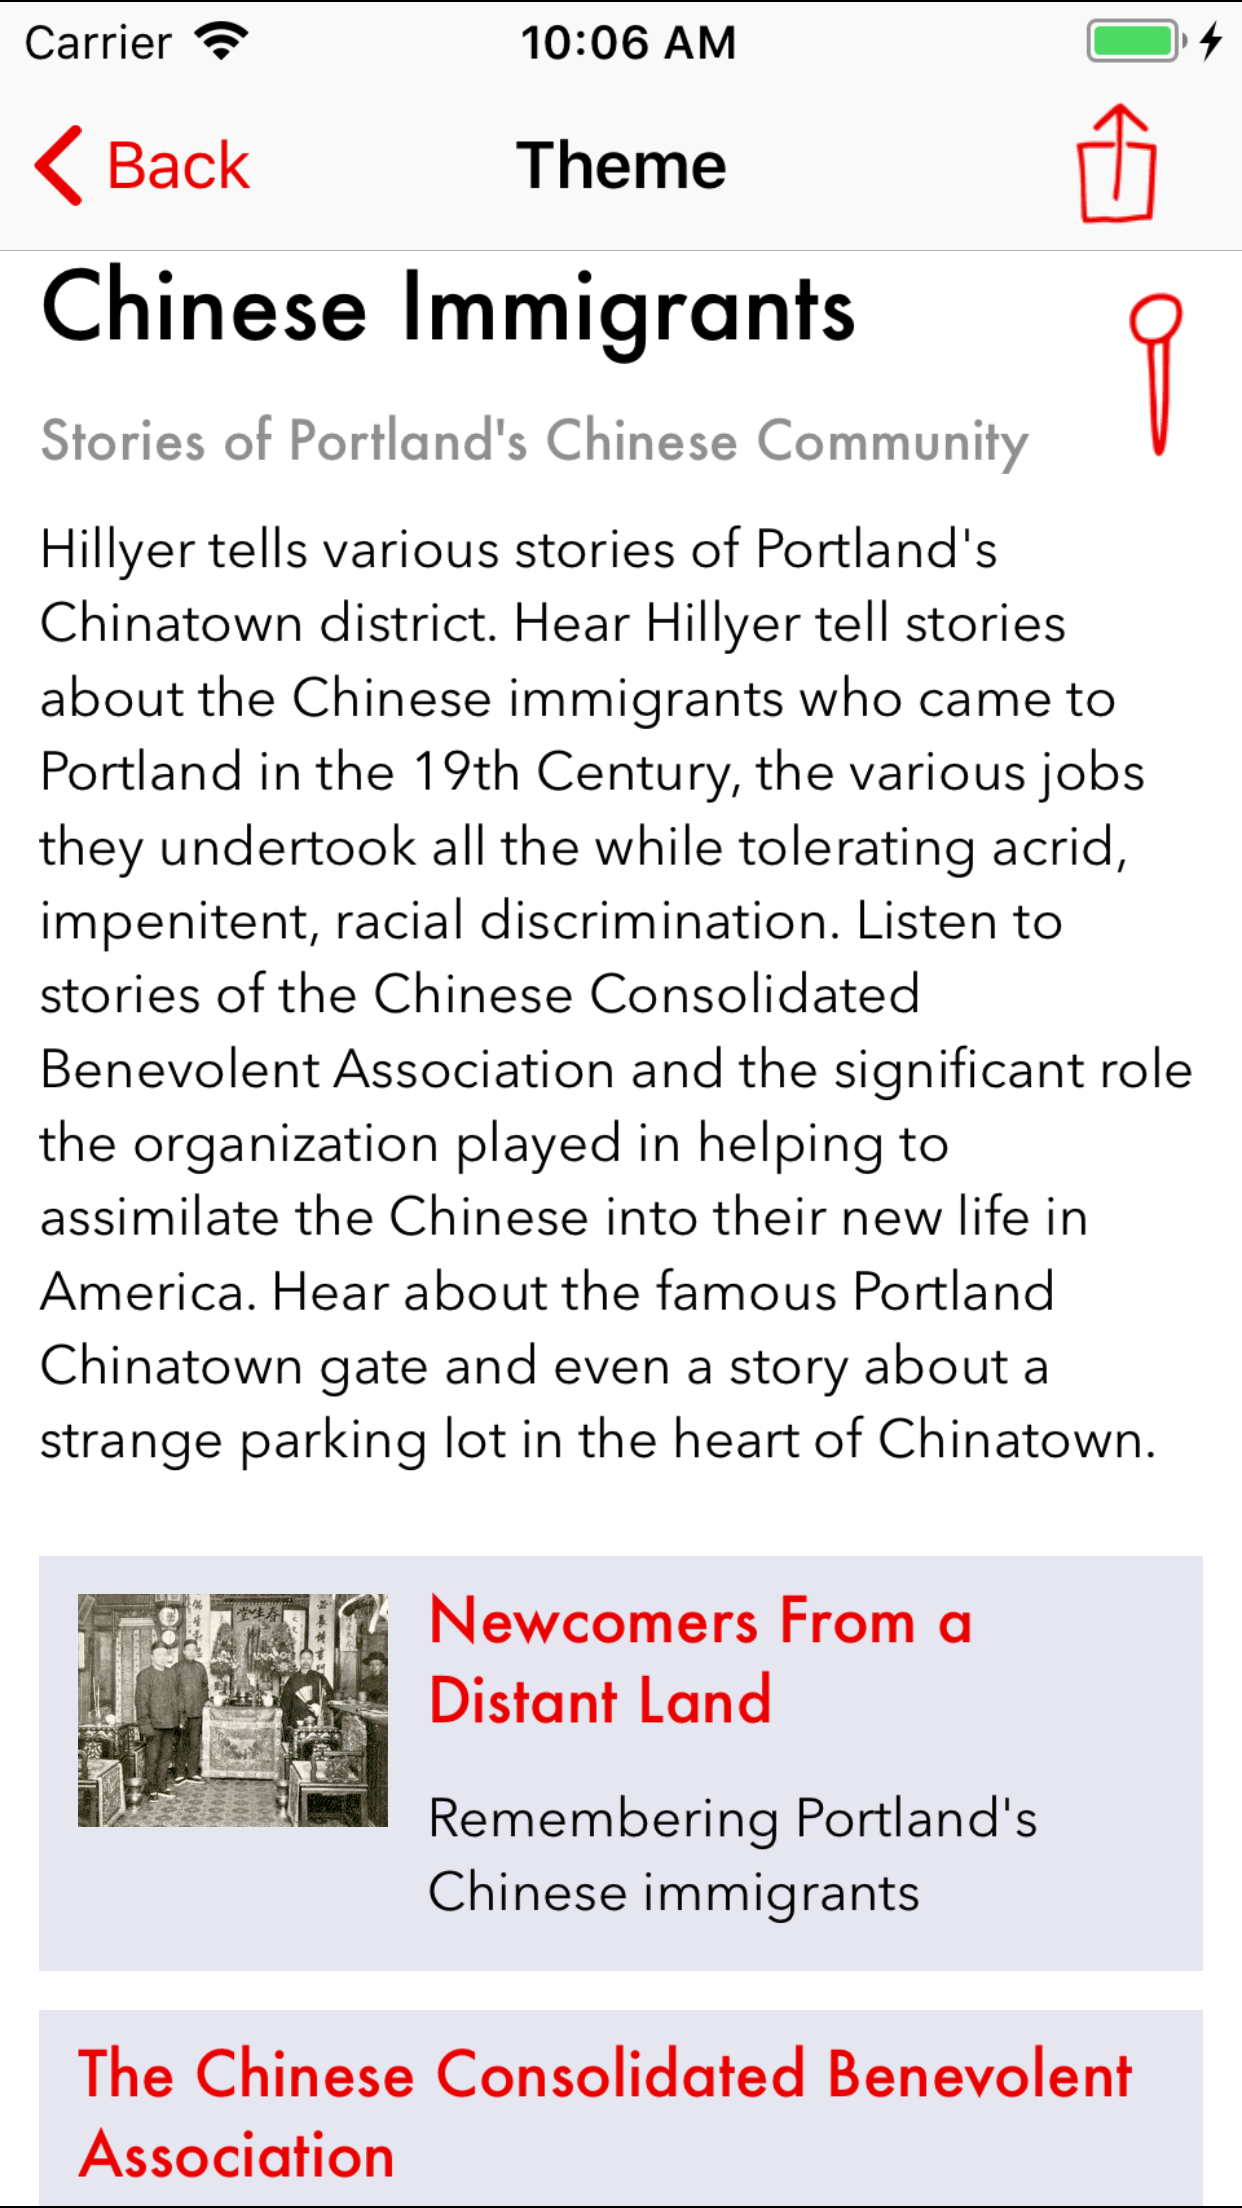 Carrier 10:06 AM
Back Theme
Chinese Immigrants
Stories of Portland's Chinese Community
Hillyer tells various stories of Portland's
Chinatown district. Hear Hillyer tell stories
about the Chinese immigrants who came to
Portland in the 19th Century, the various jobs
they undertook all the while tolerating acrid,
impenitent, racial discrimination. Listen to
stories of the Chinese Consolidated
Benevolent Association and the significant role
the organization played in helping to
assimilate the Chinese into their new life in
America. Hear about the famous Portland
Chinatown gate and even a story about a
strange parking lot in the heart of Chinatown.
Newcomers From a
Distant Land
Remembering Portland's
Chinese immigrants
The Chinese Consolidated Benevolent
Association